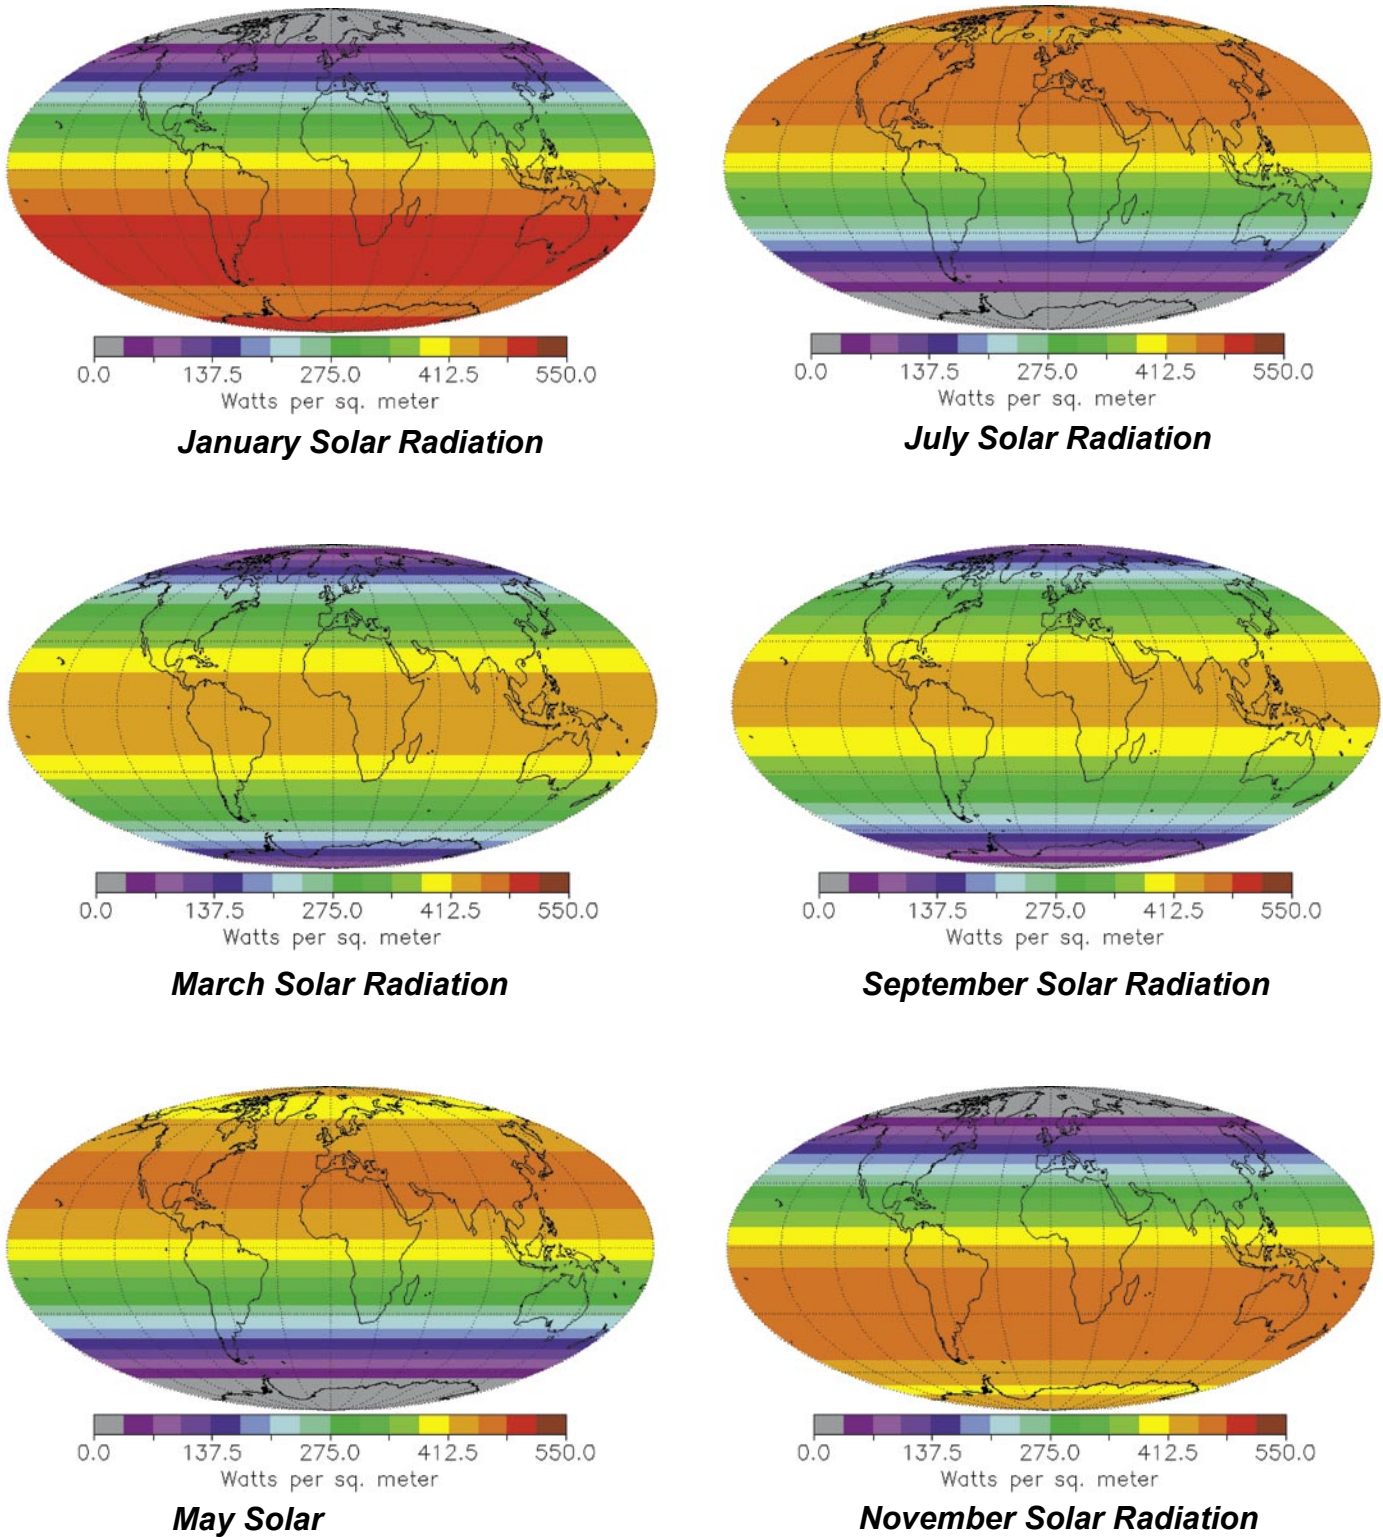 0.0 137.5 275.0 412.5 550.0
Watts per sq. meter
January Solar Radiation
0.0 137.5 275.0 412.5 550.0
Watts per sq. meter
July Solar Radiation
0.0 137.5 275.0 412.5 550.0
Watts per sq. meter
March Solar Radiation
0.0 137.5 275.0 412.5 550.0
Watts per sq. meter
September Solar Radiation
0.0 137.5 275.0 412.5 550.0
Watts per sq. meter
May Solar
0.0 137.5 275.0 412.5 550.0
Watts per sq. meter
November Solar Radiation